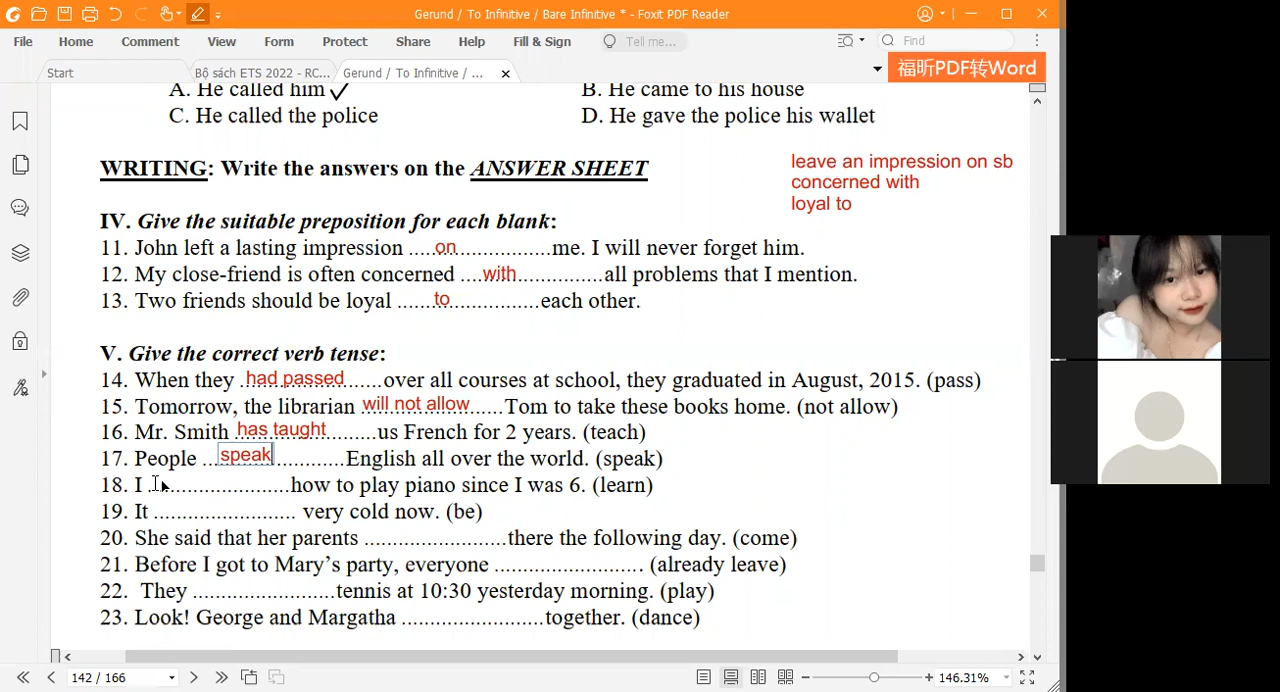 Gerund / To Infinitive / Bare Infinitive * - Foxit PDF Reader
File Home Comment View Form Protect Share Help Fill & Sign Tell me... Find
Start Bộ sách ETS 2022 - RC... Gerund / To Infinitive / ... 福昕PDF转Word
A. He called him ✓ B. He came to his house
C. He called the police D. He gave the police his wallet
WRITING: Write the answers on the ANSWER SHEET
leave an impression on sb
concerned with
loyal to
IV. Give the suitable preposition for each blank:
11. John left a lasting impression ....on....................me. I will never forget him.
12. My close-friend is often concerned ....with...............all problems that I mention.
13. Two friends should be loyal .......to...............each other.
V. Give the correct verb tense:
14. When they .had passed......over all courses at school, they graduated in August, 2015. (pass)
15. Tomorrow, the librarian .will not allow.....Tom to take these books home. (not allow)
16. Mr. Smith .has taught........us French for 2 years. (teach)
17. People ...speak............English all over the world. (speak)
18. I ........................how to play piano since I was 6. (learn)
19. It ........................ very cold now. (be)
20. She said that her parents ........................there the following day. (come)
21. Before I got to Mary’s party, everyone ......................... (already leave)
22. They ........................tennis at 10:30 yesterday morning. (play)
23. Look! George and Margatha ........................together. (dance)
142 / 166 146.31%